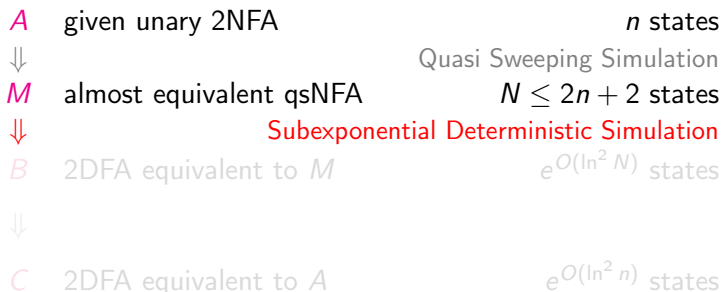 A given unary 2NFA n states
⇓ Quasi Sweeping Simulation
M almost equivalent qsNFA N ≤ 2n + 2 states
⇓ Subexponential Deterministic Simulation
B 2DFA equivalent to M e^{O(ln² N)} states
⇓
C 2DFA equivalent to A e^{O(ln² n)} states